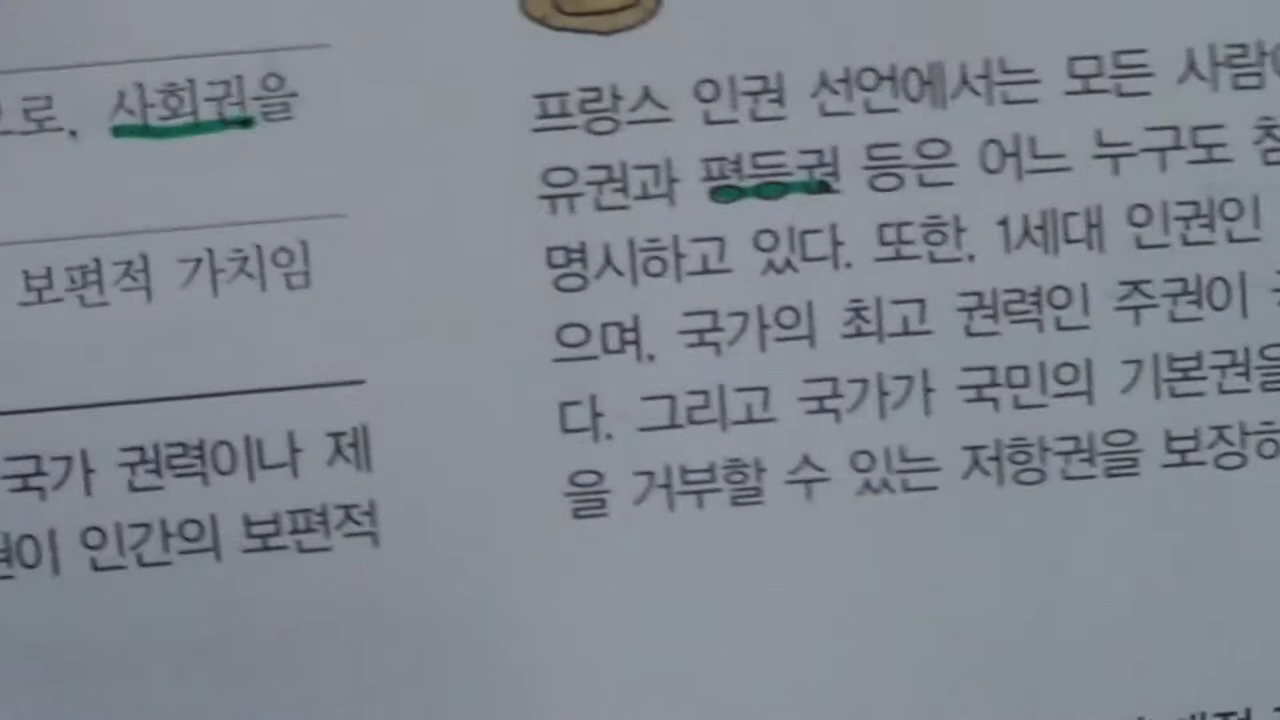 로, 사회권을
보편적 가치임
국가 권력이나 제
이 인간의 보편적
프랑스 인권 선언에서는 모든
유권과 평등권 등은 어느 누구도
명시하고 있다. 또한, 1세대 인권인
으며, 국가의 최고 권력인 주권이
다. 그리고 국가가 국민의 기본권을
을 거부할 수 있는 저항권을